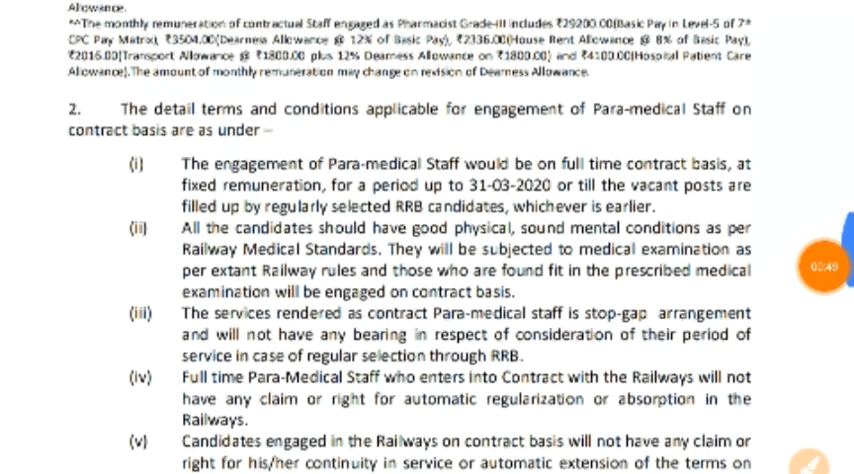 Allowance.
^^The monthly remuneration of contractual Staff engaged as Pharmacist Grade-III includes ₹29200.00(Basic Pay in Level-5 of 7ᵗʰ
CPC Pay Matrix), ₹3504.00(Dearness Allowance @ 12% of Basic Pay), ₹2336.00(House Rent Allowance @ 8% of Basic Pay),
₹2016.00(Transport Allowance @ ₹1800.00 plus 12% Dearness Allowance on ₹1800.00) and ₹4100.00(Hospital Patient Care
Allowance).The amount of monthly remuneration may change on revision of Dearness Allowance.
2. The detail terms and conditions applicable for engagement of Para-medical Staff on
contract basis are as under –
(i) The engagement of Para-medical Staff would be on full time contract basis, at
fixed remuneration, for a period up to 31-03-2020 or till the vacant posts are
filled up by regularly selected RRB candidates, whichever is earlier.
(ii) All the candidates should have good physical, sound mental conditions as per
Railway Medical Standards. They will be subjected to medical examination as
per extant Railway rules and those who are found fit in the prescribed medical
examination will be engaged on contract basis.
(iii) The services rendered as contract Para-medical staff is stop-gap arrangement
and will not have any bearing in respect of consideration of their period of
service in case of regular selection through RRB.
(iv) Full time Para-Medical Staff who enters into Contract with the Railways will not
have any claim or right for automatic regularization or absorption in the
Railways.
(v) Candidates engaged in the Railways on contract basis will not have any claim or
right for his/her continuity in service or automatic extension of the terms on
00:48